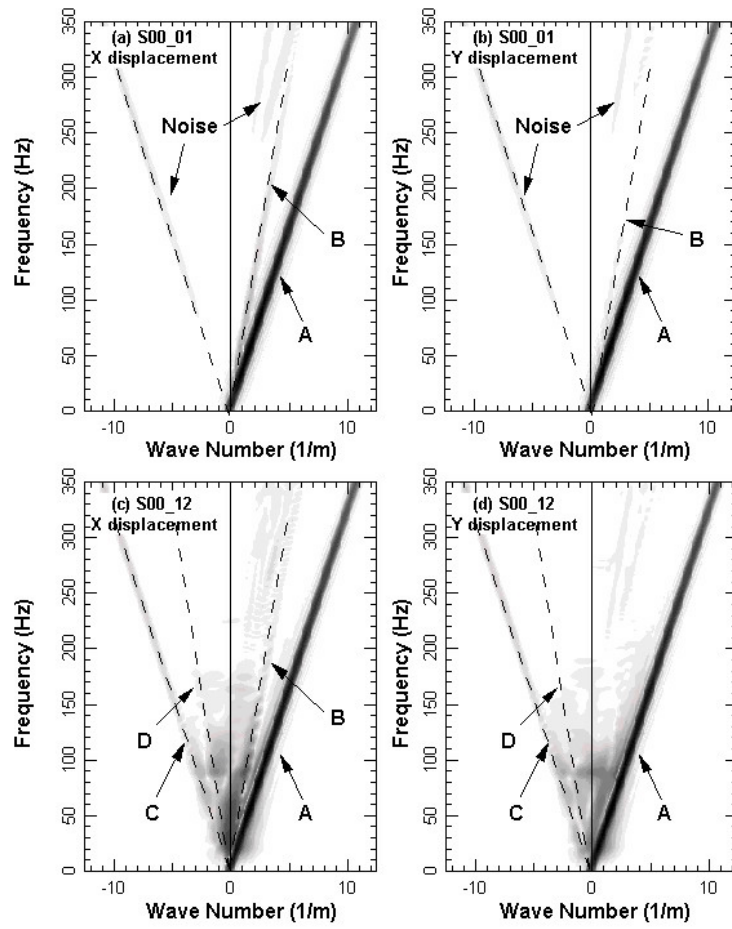 (a) S00_01
X displacement
Noise
B
A
Frequency (Hz)
350
300
250
200
150
100
50
0
-10 0 10
Wave Number (1/m)
(b) S00_01
Y displacement
Noise
B
A
Frequency (Hz)
350
300
250
200
150
100
50
0
-10 0 10
Wave Number (1/m)
(c) S00_12
X displacement
B
D
C
A
Frequency (Hz)
350
300
250
200
150
100
50
0
-10 0 10
Wave Number (1/m)
(d) S00_12
Y displacement
D
C
A
Frequency (Hz)
350
300
250
200
150
100
50
0
-10 0 10
Wave Number (1/m)